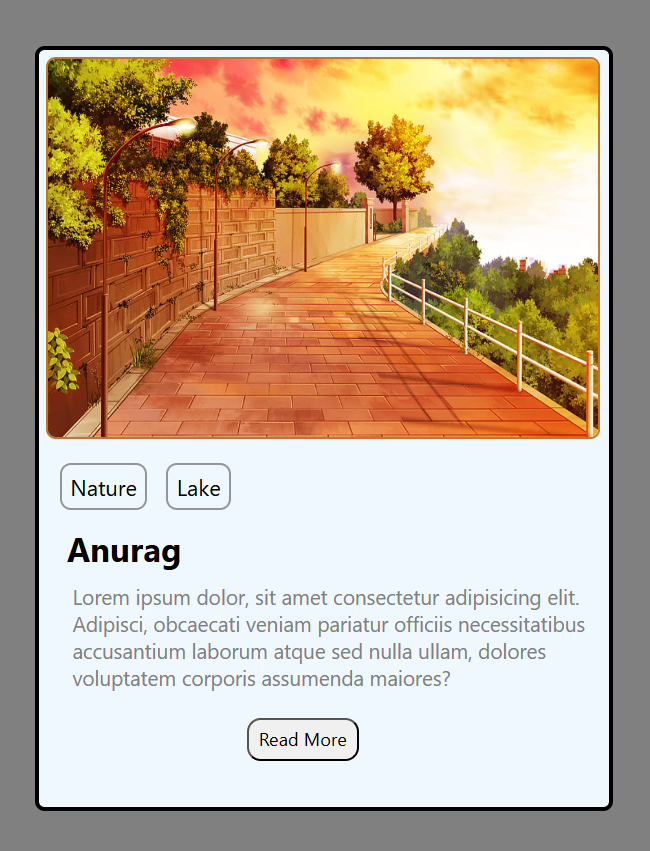 Nature Lake
Anurag
Lorem ipsum dolor, sit amet consectetur adipisicing elit.
Adipisci, obcaecati veniam pariatur officiis necessitatibus
accusantium laborum atque sed nulla ullam, dolores
voluptatem corporis assumenda maiores?
Read More